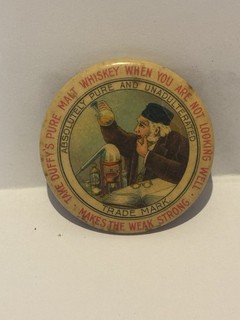 TAKE DUFFY'S PURE MALT WHISKEY WHEN YOU ARE NOT LOOKING WELL.
MAKES THE WEAK STRONG
ABSOLUTELY PURE AND UNADULTERATED
TRADE MARK